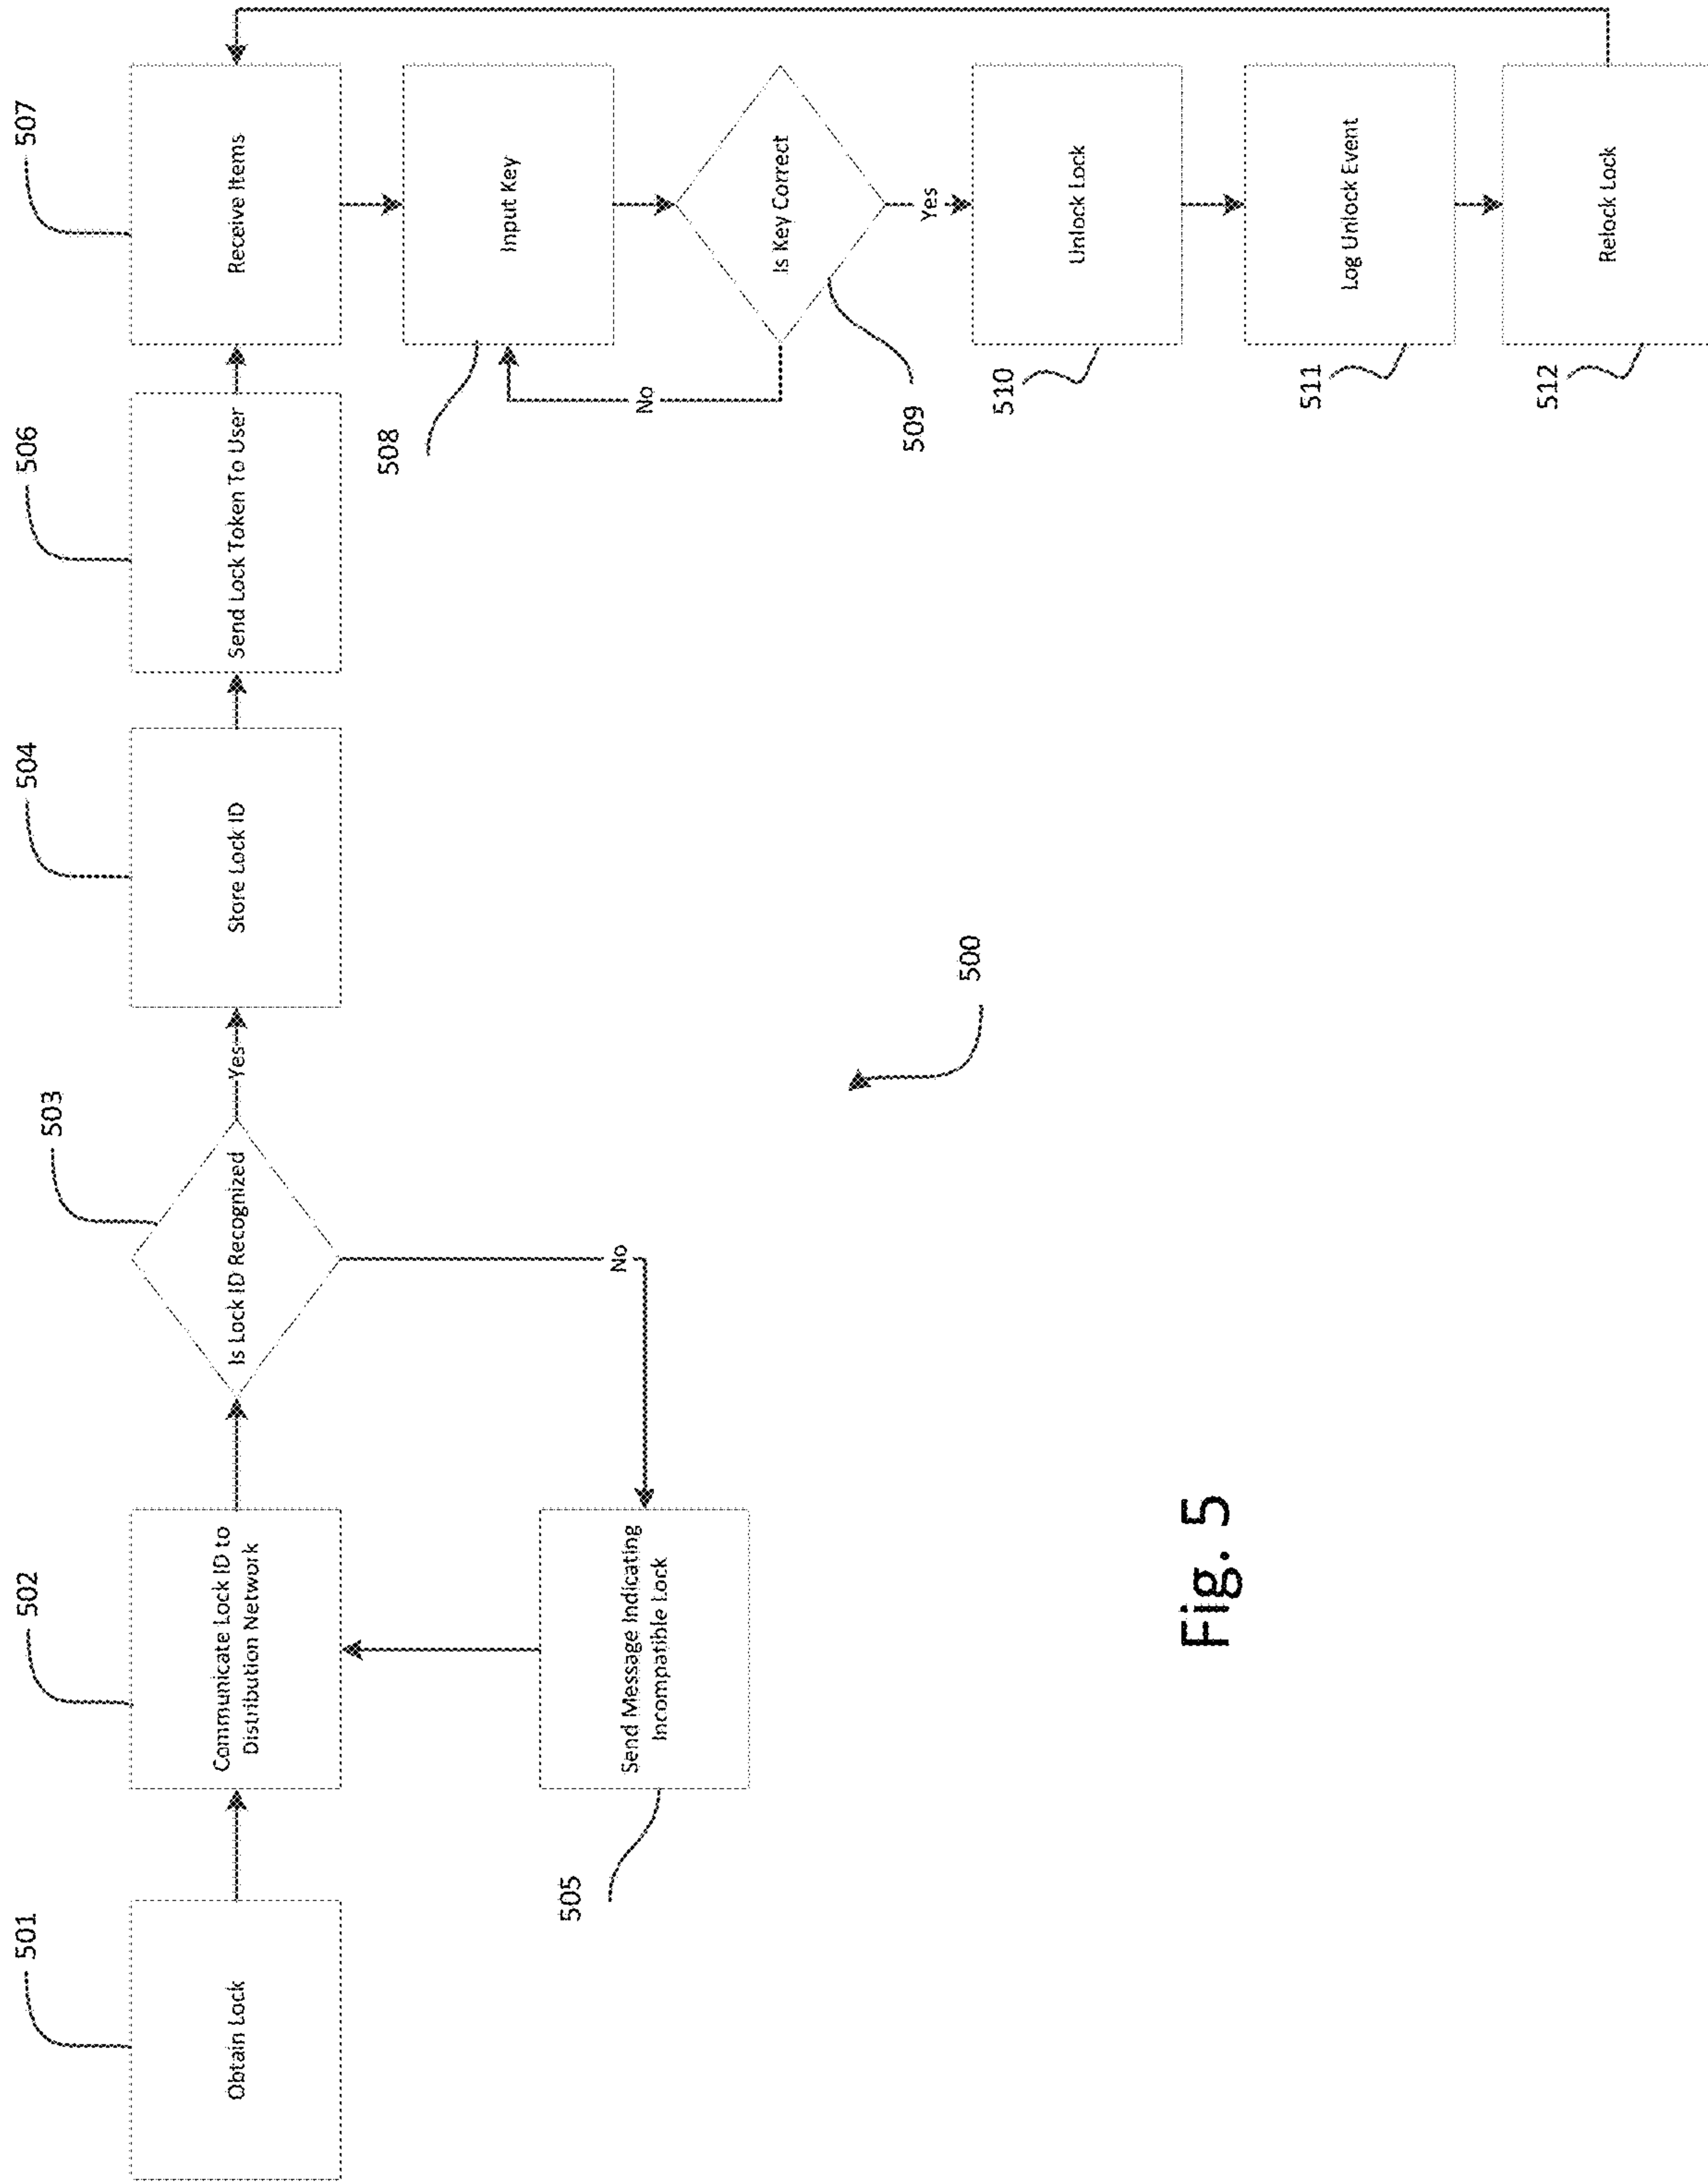 501
Obtain Lock
502
Communicate Lock ID to
Distribution Network
503
Is Lock ID Recognized
Yes
No
504
Store Lock ID
505
Send Message Indicating
Incompatible Lock
506
Send Lock Token To User
507
Receive Items
508
Input Key
509
Is Key Correct
No
Yes
510
Unlock Lock
511
Log Unlock Event
512
Relock Lock
500
Fig. 5